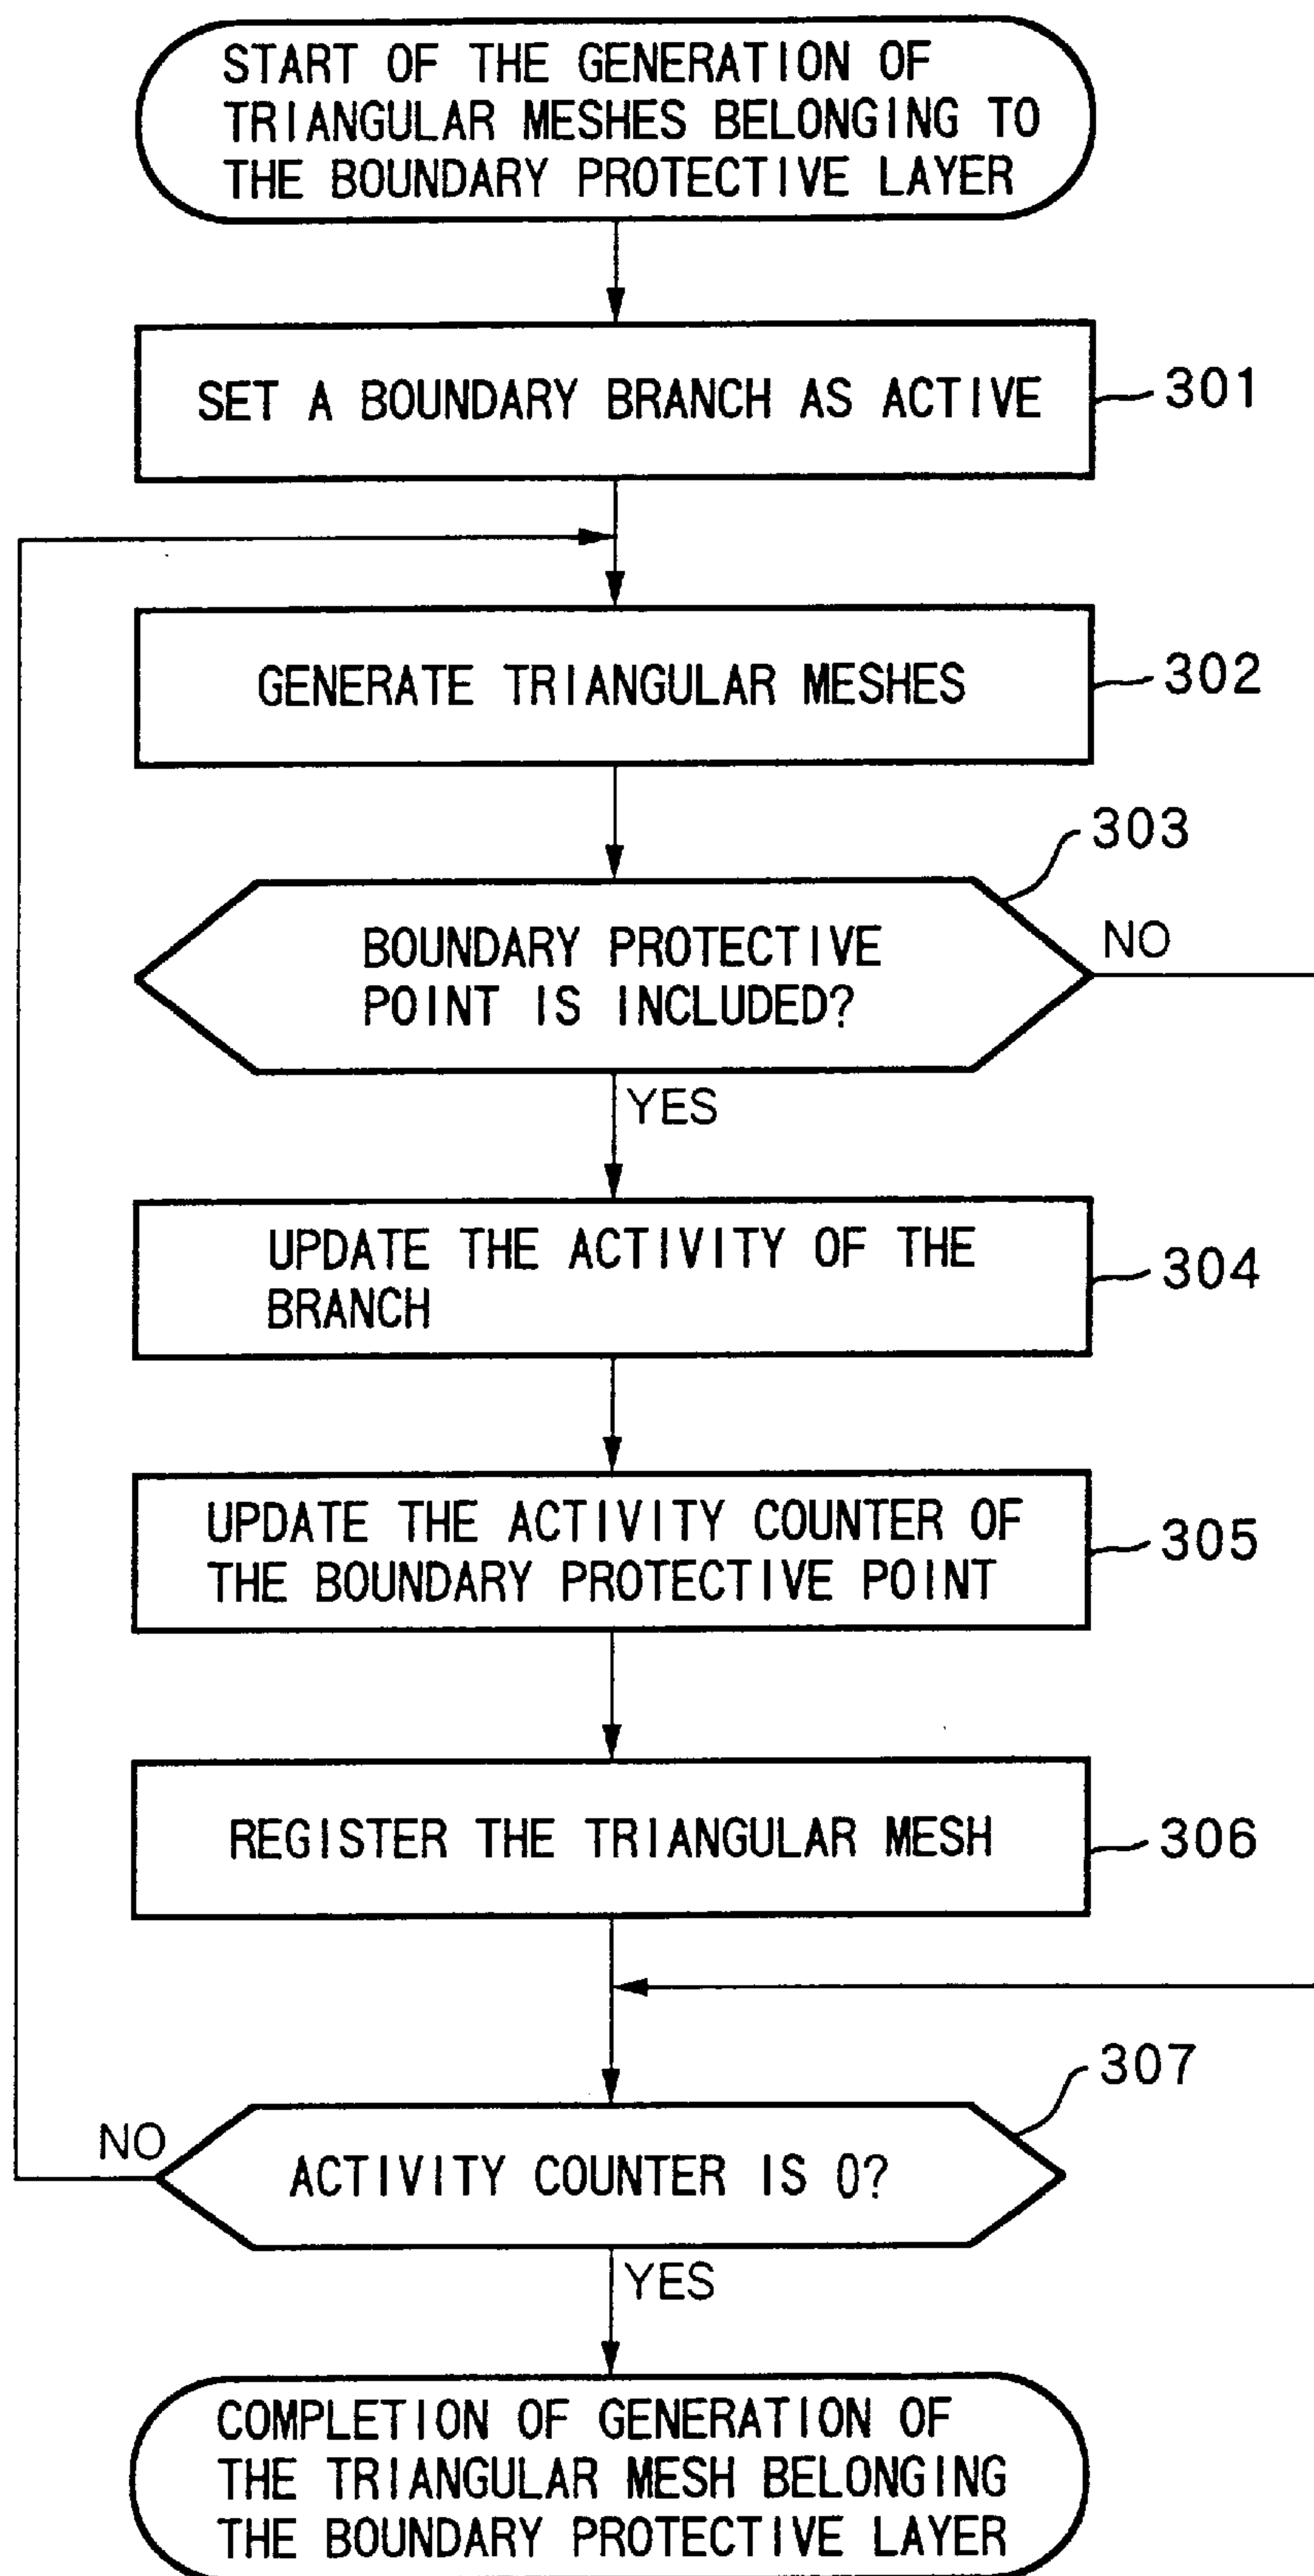 START OF THE GENERATION OF
TRIANGULAR MESHES BELONGING TO
THE BOUNDARY PROTECTIVE LAYER
SET A BOUNDARY BRANCH AS ACTIVE
301
GENERATE TRIANGULAR MESHES
302
303
BOUNDARY PROTECTIVE
POINT IS INCLUDED?
NO
YES
UPDATE THE ACTIVITY OF THE
BRANCH
304
UPDATE THE ACTIVITY COUNTER OF
THE BOUNDARY PROTECTIVE POINT
305
REGISTER THE TRIANGULAR MESH
306
307
NO
ACTIVITY COUNTER IS 0?
YES
COMPLETION OF GENERATION OF
THE TRIANGULAR MESH BELONGING
THE BOUNDARY PROTECTIVE LAYER